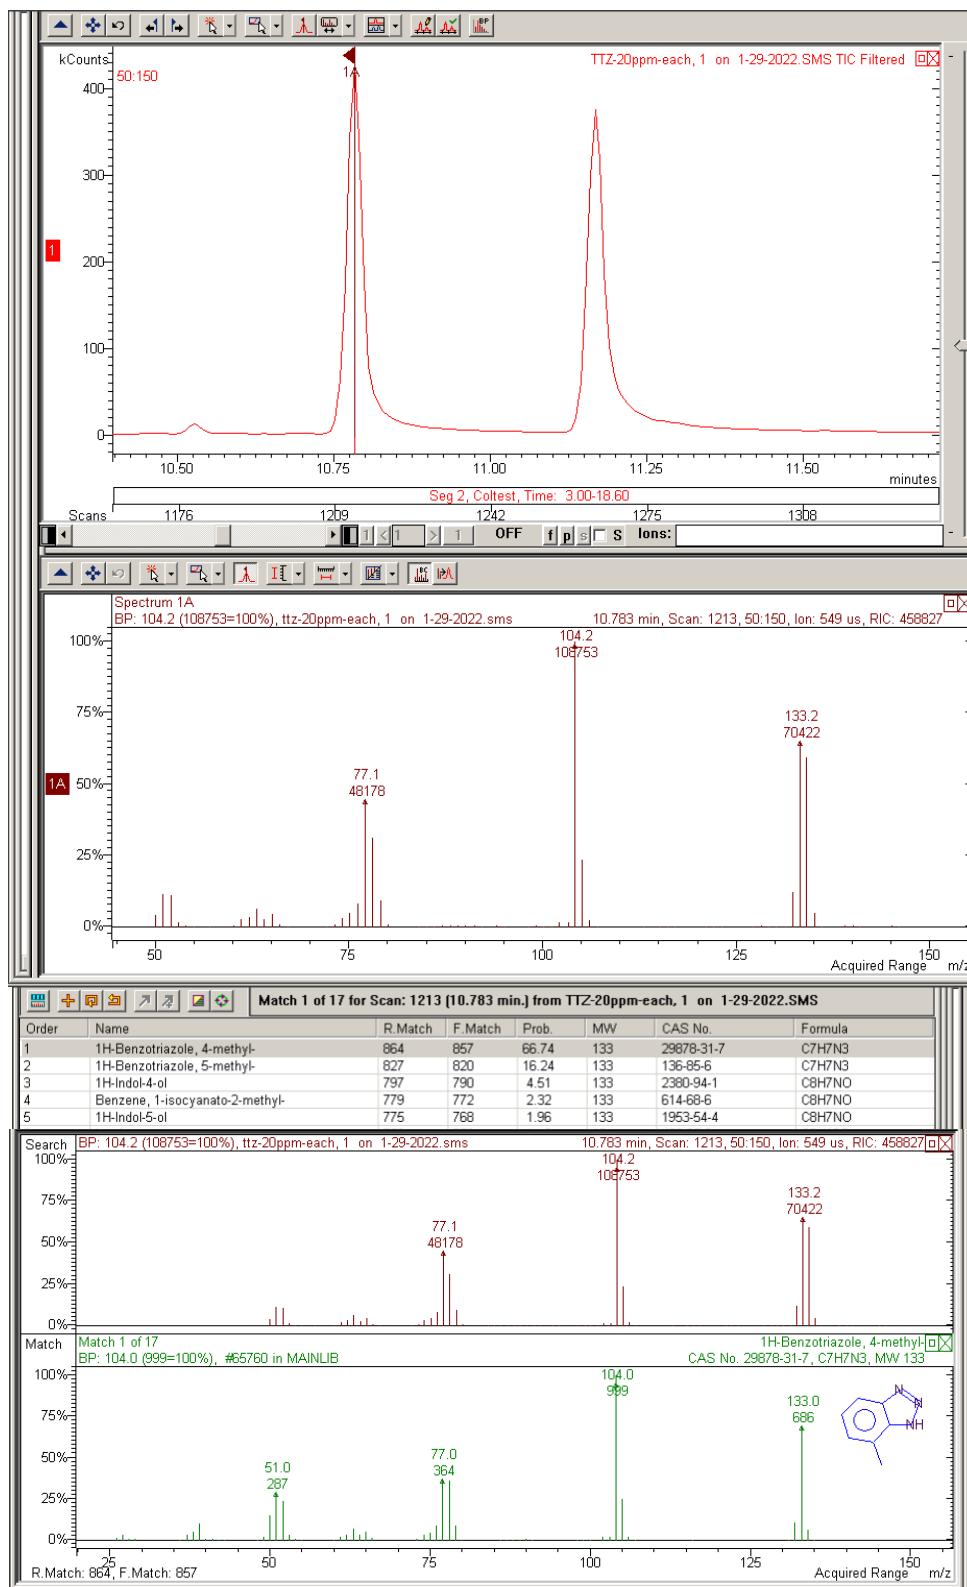 kCounts
TTZ-20ppm-each, 1 on 1-29-2022.SMS TIC Filtered
50:150
1A
400
300
1
200
100
0
10.50 10.75 11.00 11.25 11.50
minutes
Seg 2, Coltest, Time: 3.00-18.60
Scans 1176 1209 1242 1275 1308
1 < 1 > 1 OFF f p s S Ions:
Spectrum 1A
BP: 104.2 (108753=100%), ttz-20ppm-each, 1 on 1-29-2022.sms 10.783 min, Scan: 1213, 50:150, Ion: 549 us, RIC: 458827
100%
104.2
108753
75%
133.2
70422
77.1
48178
1A
50%
25%
0%
50 75 100 125 150
Acquired Range m/z
Match 1 of 17 for Scan: 1213 (10.783 min.) from TTZ-20ppm-each, 1 on 1-29-2022.SMS
Order Name R.Match F.Match Prob. MW CAS No. Formula
1 1H-Benzotriazole, 4-methyl- 864 857 66.74 133 29878-31-7 C7H7N3
2 1H-Benzotriazole, 5-methyl- 827 820 16.24 133 136-85-6 C7H7N3
3 1H-Indol-4-ol 797 790 4.51 133 2380-94-1 C8H7NO
4 Benzene, 1-isocyanato-2-methyl- 779 772 2.32 133 614-68-6 C8H7NO
5 1H-Indol-5-ol 775 768 1.96 133 1953-54-4 C8H7NO
Search BP: 104.2 (108753=100%), ttz-20ppm-each, 1 on 1-29-2022.sms 10.783 min, Scan: 1213, 50:150, Ion: 549 us, RIC: 458827
100%
104.2
108753
75%
133.2
70422
77.1
48178
50%
25%
0%
Match Match 1 of 17 1H-Benzotriazole, 4-methyl-
BP: 104.0 (999=100%), #65760 in MAINLIB CAS No. 29878-31-7, C7H7N3, MW 133
100%
104.0
999
75%
133.0
686
N
N
NH
77.0
364
51.0
287
50%
25%
0%
25 50 75 100 125 150
R.Match: 864, F.Match: 857 Acquired Range m/z